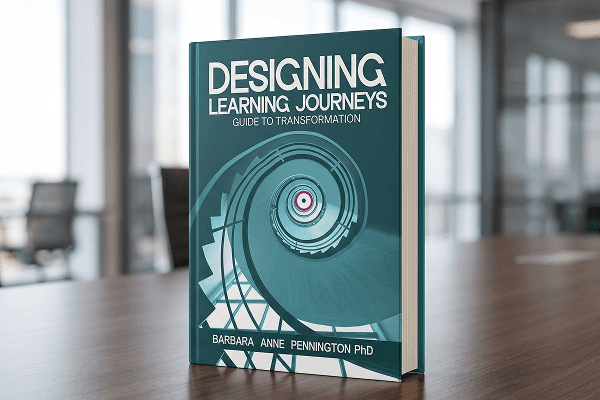 DESIGNING
LEARNING JOURNEYS
GUIDE TO TRANSFORMATION
BARBARA ANNE PENNINGTON PhD